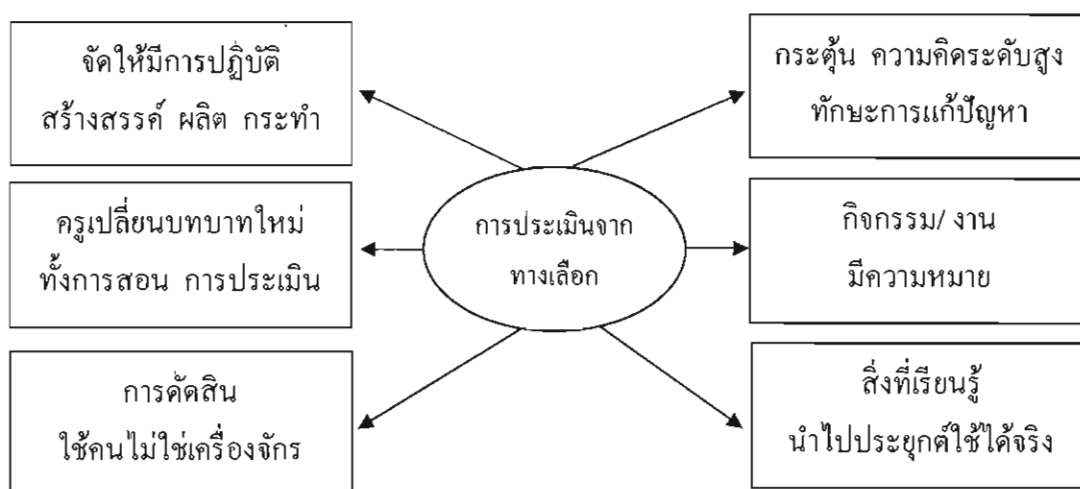 จัดให้มีการปฏิบัติ
สร้างสรรค์ ผลิต กระทำ
กระตุ้น ความคิดระดับสูง
ทักษะการแก้ปัญหา
ครูเปลี่ยนบทบาทใหม่
ทั้งการสอน การประเมิน
การประเมินจาก
ทางเลือก
กิจกรรม/ งาน
มีความหมาย
การตัดสิน
ใช้คนไม่ใช่เครื่องจักร
สิ่งที่เรียนรู้
นำไปประยุกต์ใช้ได้จริง